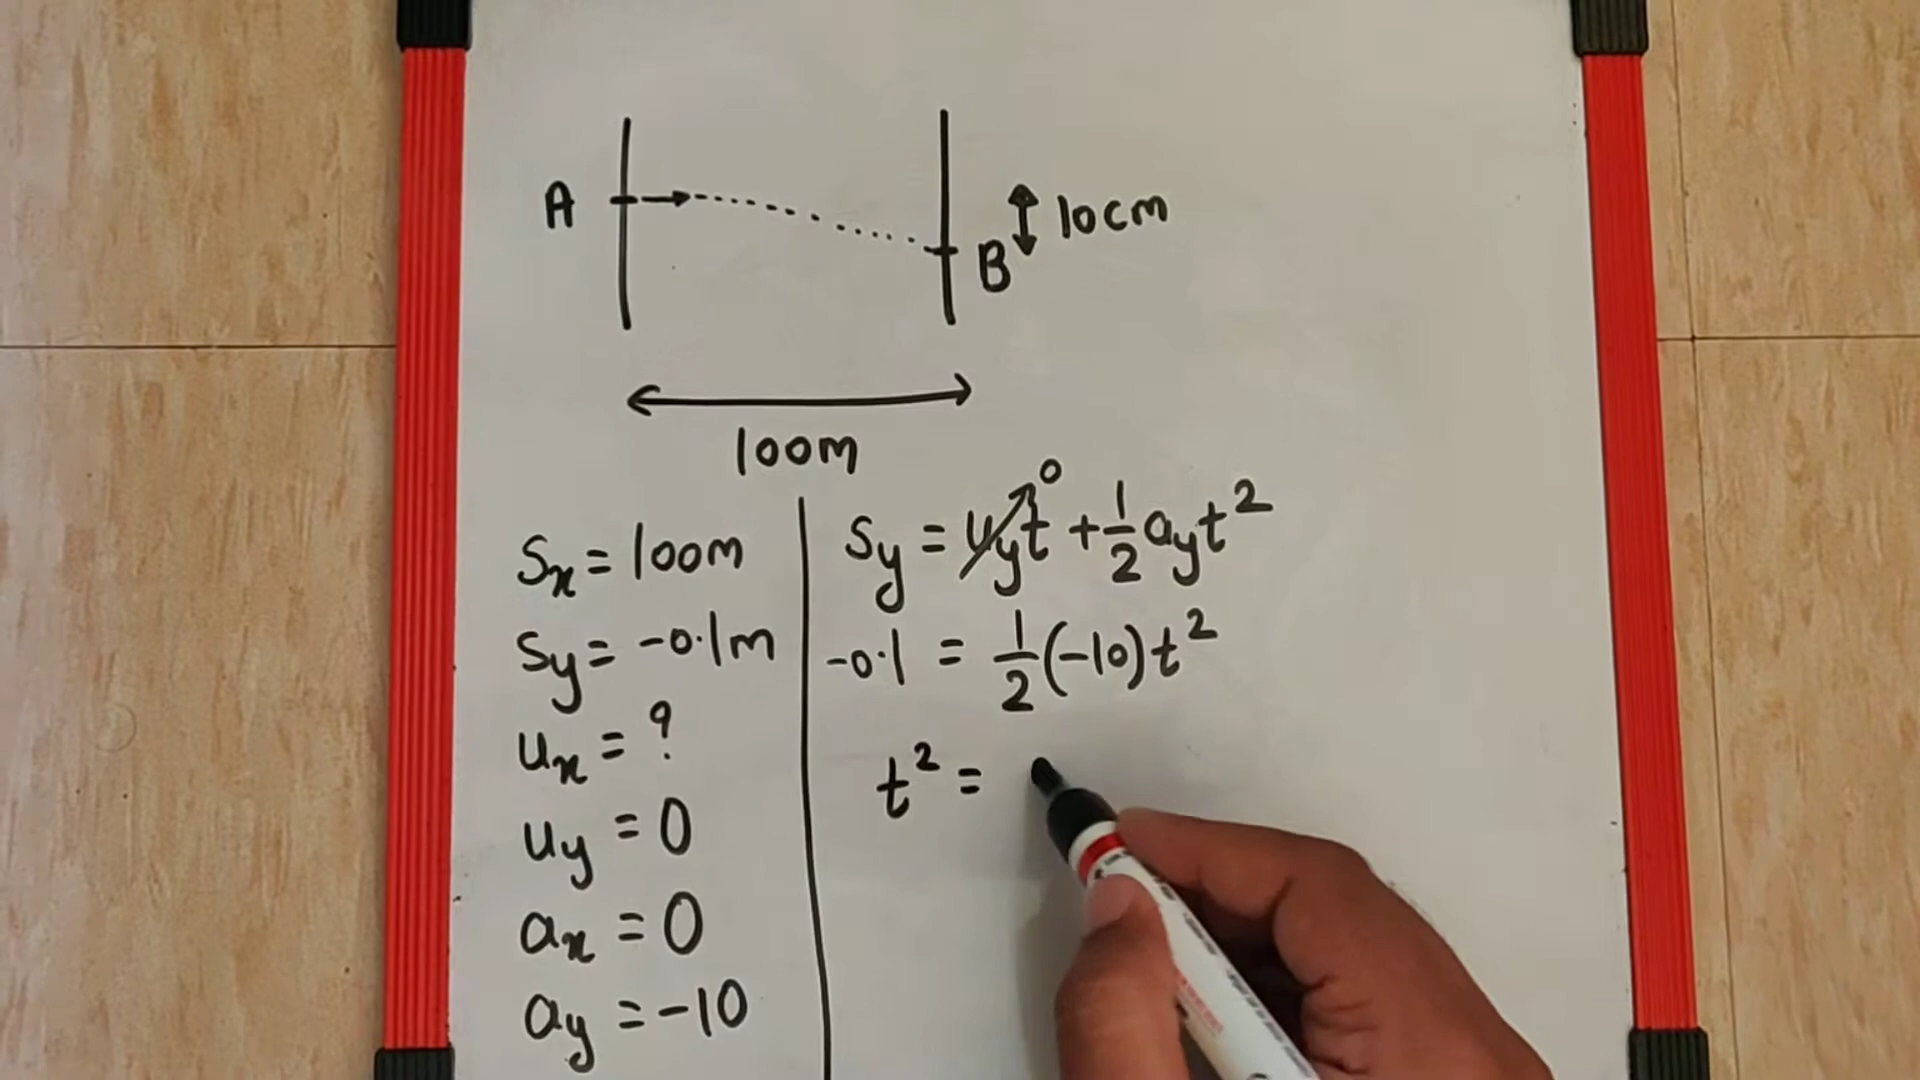 A
B
10cm
100m
Sx = 100m
Sy = -0.1m
ux = ?
uy = 0
ax = 0
ay = -10
Sy = uyt 0 + 1/2 ayt²
-0.1 = 1/2 (-10)t²
t² =